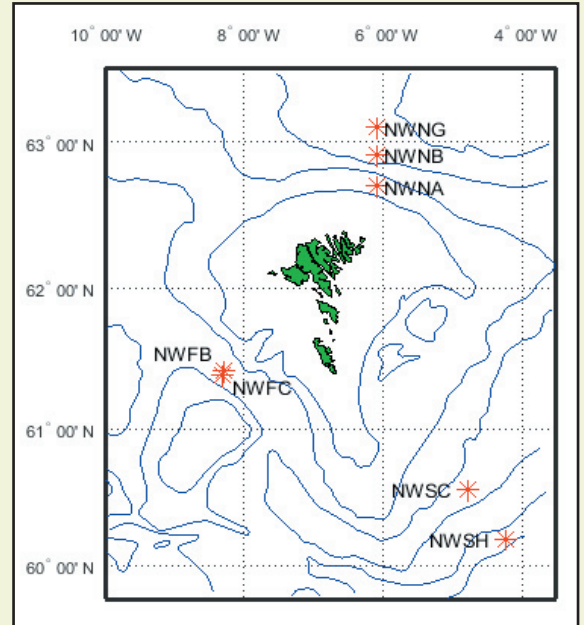 10° 00' W 8° 00' W 6° 00' W 4° 00' W
63° 00' N
62° 00' N
61° 00' N
60° 00' N
NWNG
NWNB
NWNA
NWFB
NWFC
NWSC
NWSH